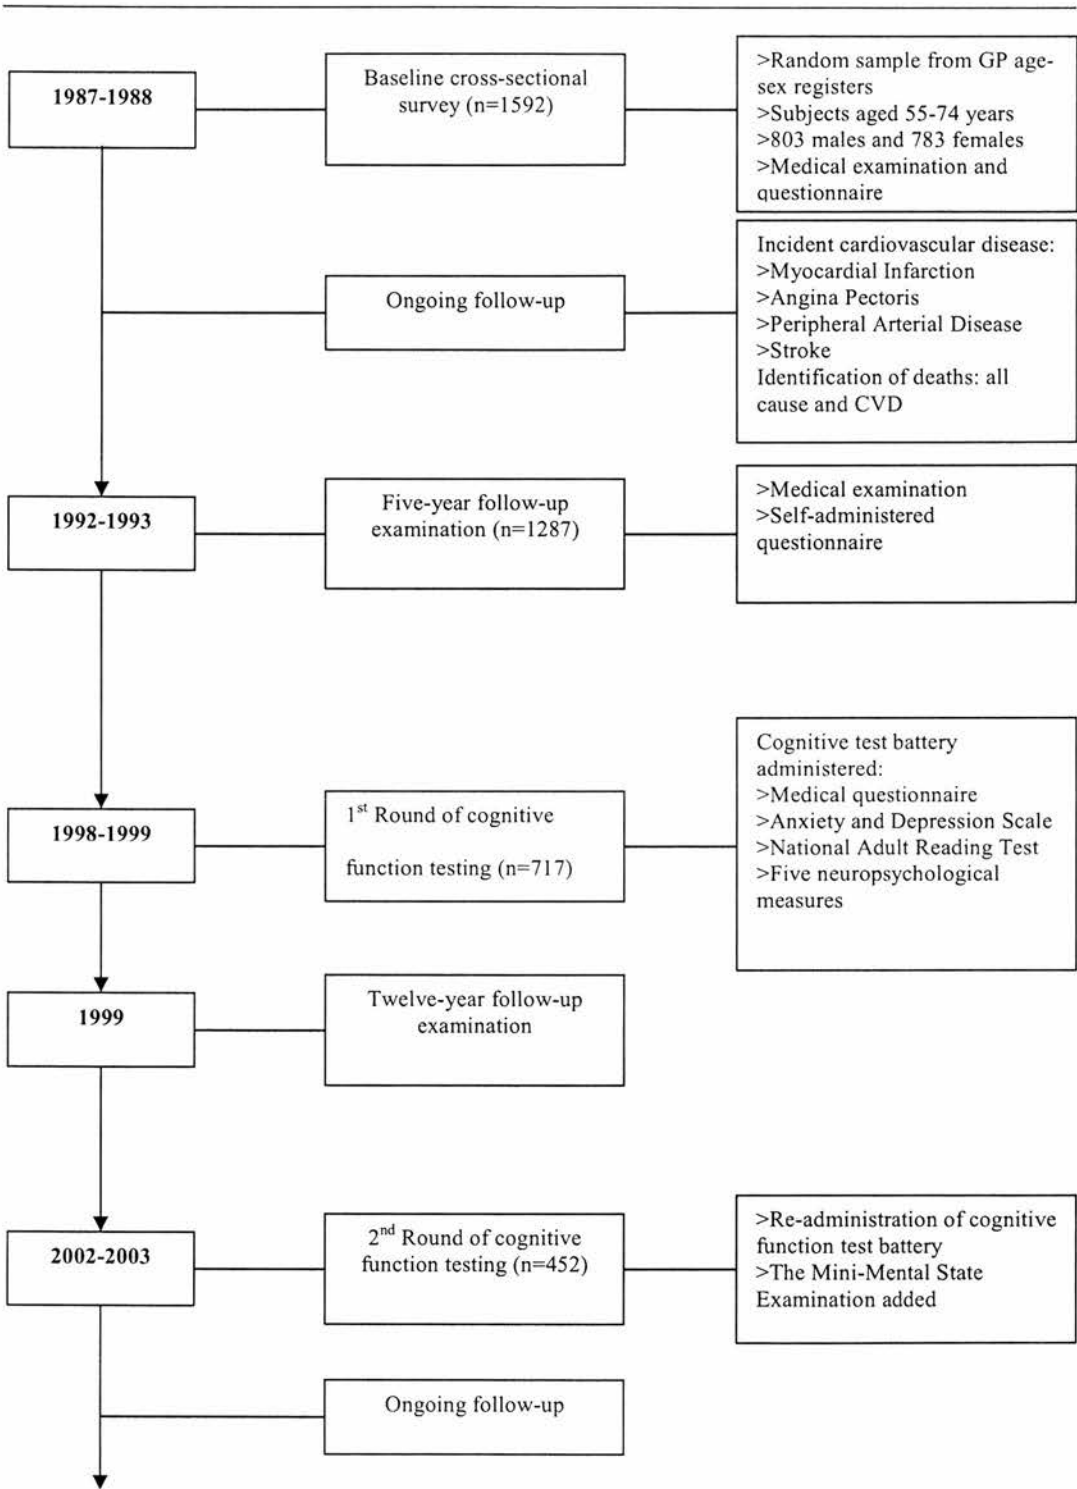 1987-1988
Baseline cross-sectional
survey (n=1592)
>Random sample from GP age-
sex registers
>Subjects aged 55-74 years
>803 males and 783 females
>Medical examination and
questionnaire
Ongoing follow-up
Incident cardiovascular disease:
>Myocardial Infarction
>Angina Pectoris
>Peripheral Arterial Disease
>Stroke
Identification of deaths: all
cause and CVD
1992-1993
Five-year follow-up
examination (n=1287)
>Medical examination
>Self-administered
questionnaire
1998-1999
1st Round of cognitive
function testing (n=717)
Cognitive test battery
administered:
>Medical questionnaire
>Anxiety and Depression Scale
>National Adult Reading Test
>Five neuropsychological
measures
1999
Twelve-year follow-up
examination
2002-2003
2nd Round of cognitive
function testing (n=452)
>Re-administration of cognitive
function test battery
>The Mini-Mental State
Examination added
Ongoing follow-up